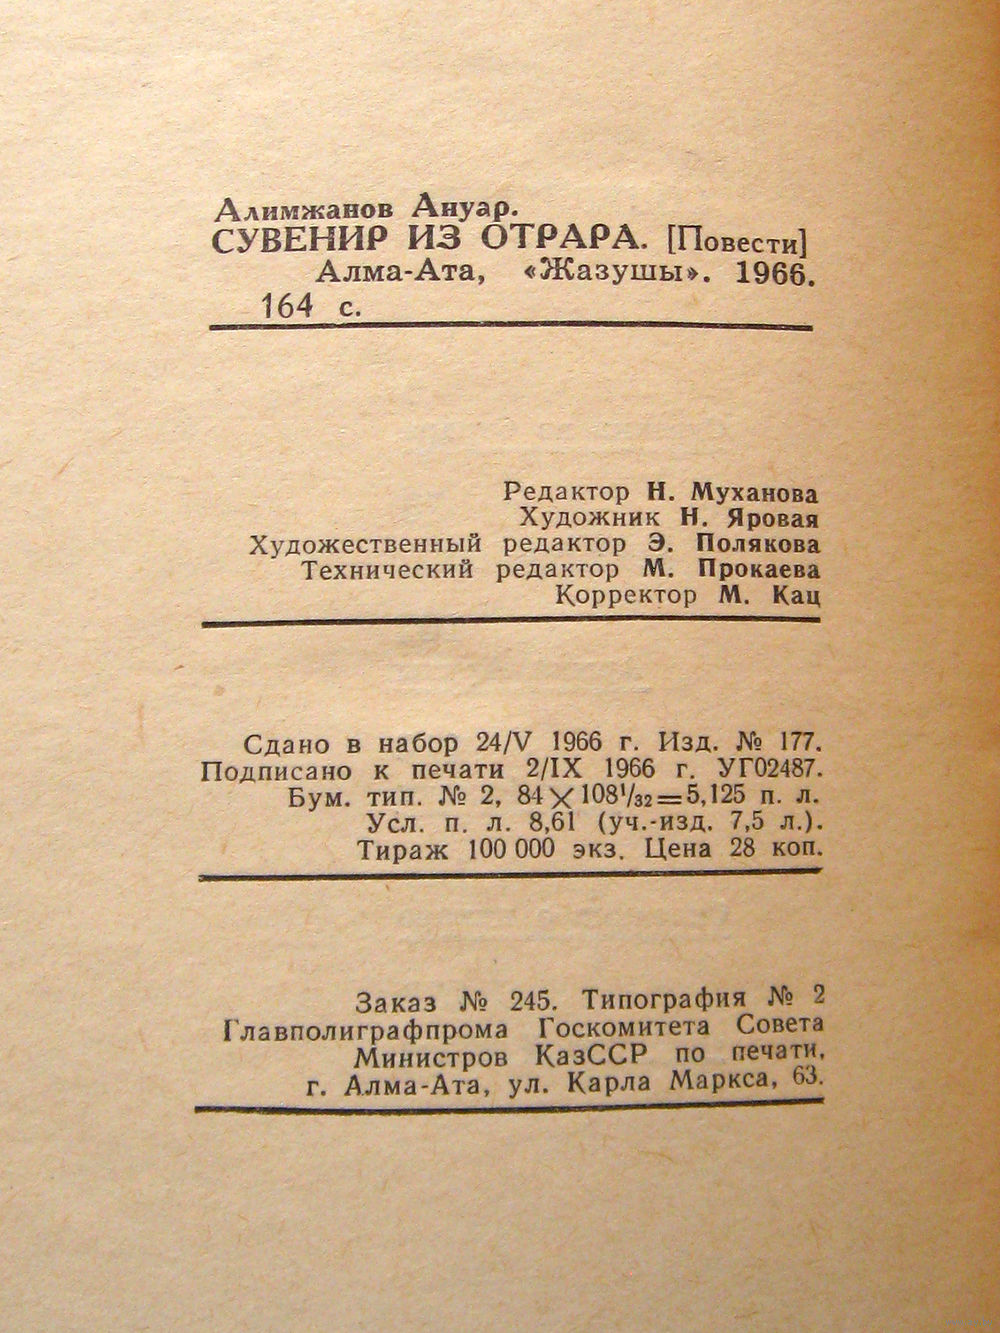 Алимжанов Ануар.
СУВЕНИР ИЗ ОТРАРА. [Повести]
Алма-Ата, «Жазушы». 1966.
164 с.
Редактор Н. Муханова
Художник Н. Яровая
Художественный редактор Э. Полякова
Технический редактор М. Прокаева
Корректор М. Кац
Сдано в набор 24/V 1966 г. Изд. № 177.
Подписано к печати 2/IX 1966 г. УГ02487.
Бум. тип. № 2, 84×108¹/₃₂=5,125 п. л.
Усл. п. л. 8,61 (уч.-изд. 7,5 л.).
Тираж 100 000 экз. Цена 28 коп.
Заказ № 245. Типография № 2
Главполиграфпрома Госкомитета Совета
Министров КазССР по печати,
г. Алма-Ата, ул. Карла Маркса, 63.